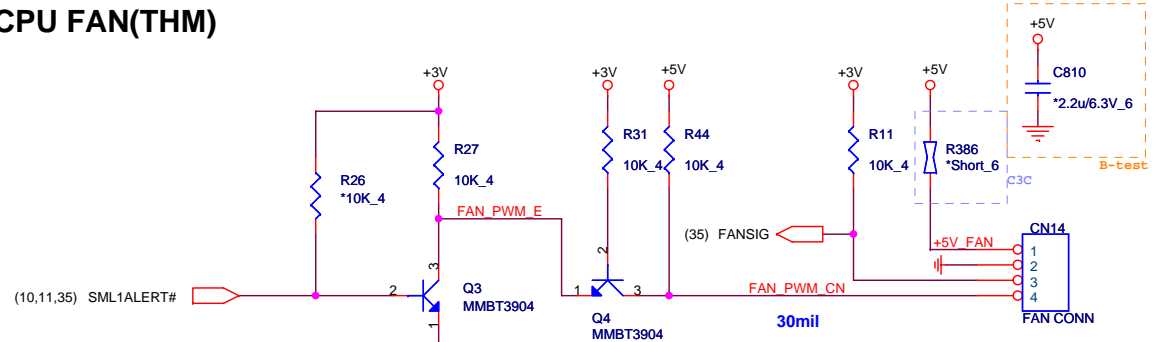 CPU FAN(THM)
+5V
C810
*2.2u/6.3V_6
B-test
+3V
+3V
+5V
+3V
+5V
R26
*10K_4
R27
10K_4
R31
10K_4
R44
10K_4
R11
10K_4
R386
*Short_6
C3C
FAN_PWM_E
(35) FANSIG
+5V_FAN
CN14
1
2
3
4
FAN CONN
(10,11,35) SML1ALERT#
2
3
1
Q3
MMBT3904
2
1
3
Q4
MMBT3904
FAN_PWM_CN
30mil